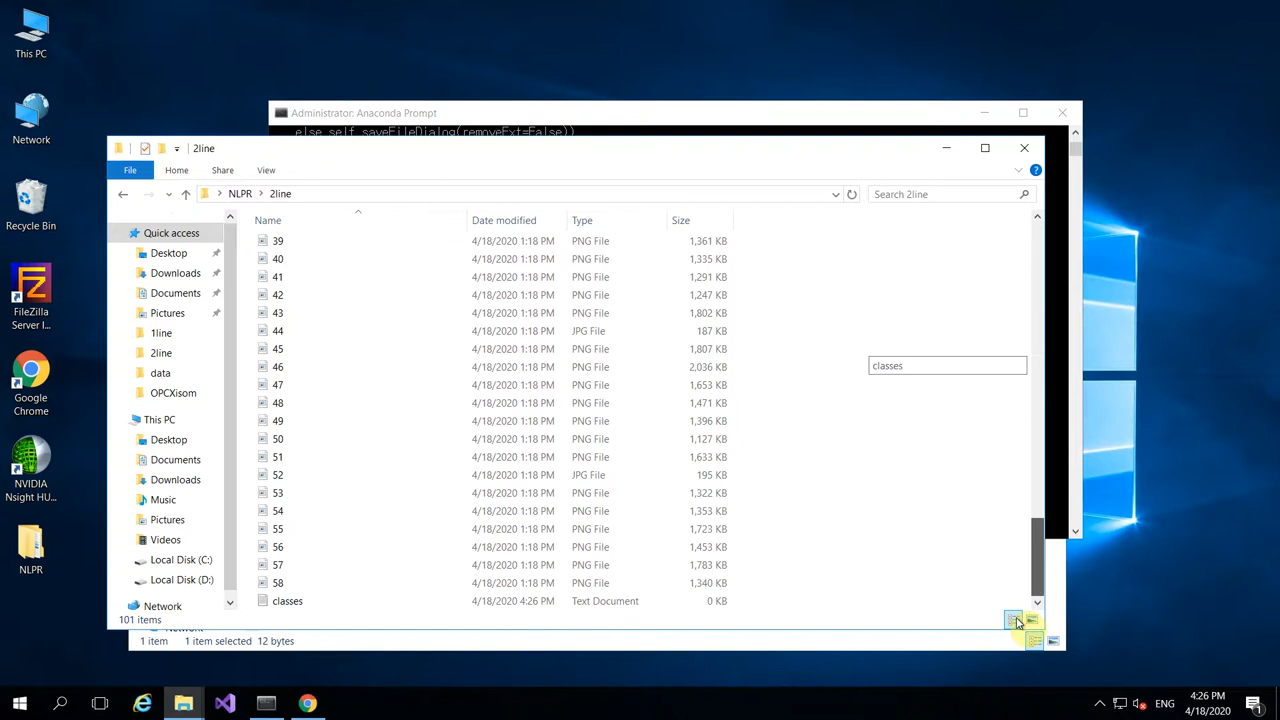 This PC
Network
Recycle Bin
FileZilla
Server I...
Google
Chrome
NVIDIA
Nsight HU...
NLPR
Administrator: Anaconda Prompt
else self.saveFileDialog(removeExt=False))
2line
File Home Share View
NLPR > 2line
Search 2line
Name Date modified Type Size
Quick access
Desktop
Downloads
Documents
Pictures
1line
2line
data
OPCXisom
This PC
Desktop
Documents
Downloads
Music
Pictures
Videos
Local Disk (C:)
Local Disk (D:)
Network
39 4/18/2020 1:18 PM PNG File 1,361 KB
40 4/18/2020 1:18 PM PNG File 1,335 KB
41 4/18/2020 1:18 PM PNG File 1,291 KB
42 4/18/2020 1:18 PM PNG File 1,247 KB
43 4/18/2020 1:18 PM PNG File 1,802 KB
44 4/18/2020 1:18 PM JPG File 187 KB
45 4/18/2020 1:18 PM PNG File 1,807 KB
46 4/18/2020 1:18 PM PNG File 2,036 KB
47 4/18/2020 1:18 PM PNG File 1,653 KB
48 4/18/2020 1:18 PM PNG File 1,471 KB
49 4/18/2020 1:18 PM PNG File 1,396 KB
50 4/18/2020 1:18 PM PNG File 1,127 KB
51 4/18/2020 1:18 PM PNG File 1,633 KB
52 4/18/2020 1:18 PM JPG File 195 KB
53 4/18/2020 1:18 PM PNG File 1,322 KB
54 4/18/2020 1:18 PM PNG File 1,353 KB
55 4/18/2020 1:18 PM PNG File 1,723 KB
56 4/18/2020 1:18 PM PNG File 1,453 KB
57 4/18/2020 1:18 PM PNG File 1,783 KB
58 4/18/2020 1:18 PM PNG File 1,340 KB
classes 4/18/2020 4:26 PM Text Document 0 KB
classes
101 items
1 item 1 item selected 12 bytes
ENG
4:26 PM
4/18/2020
1